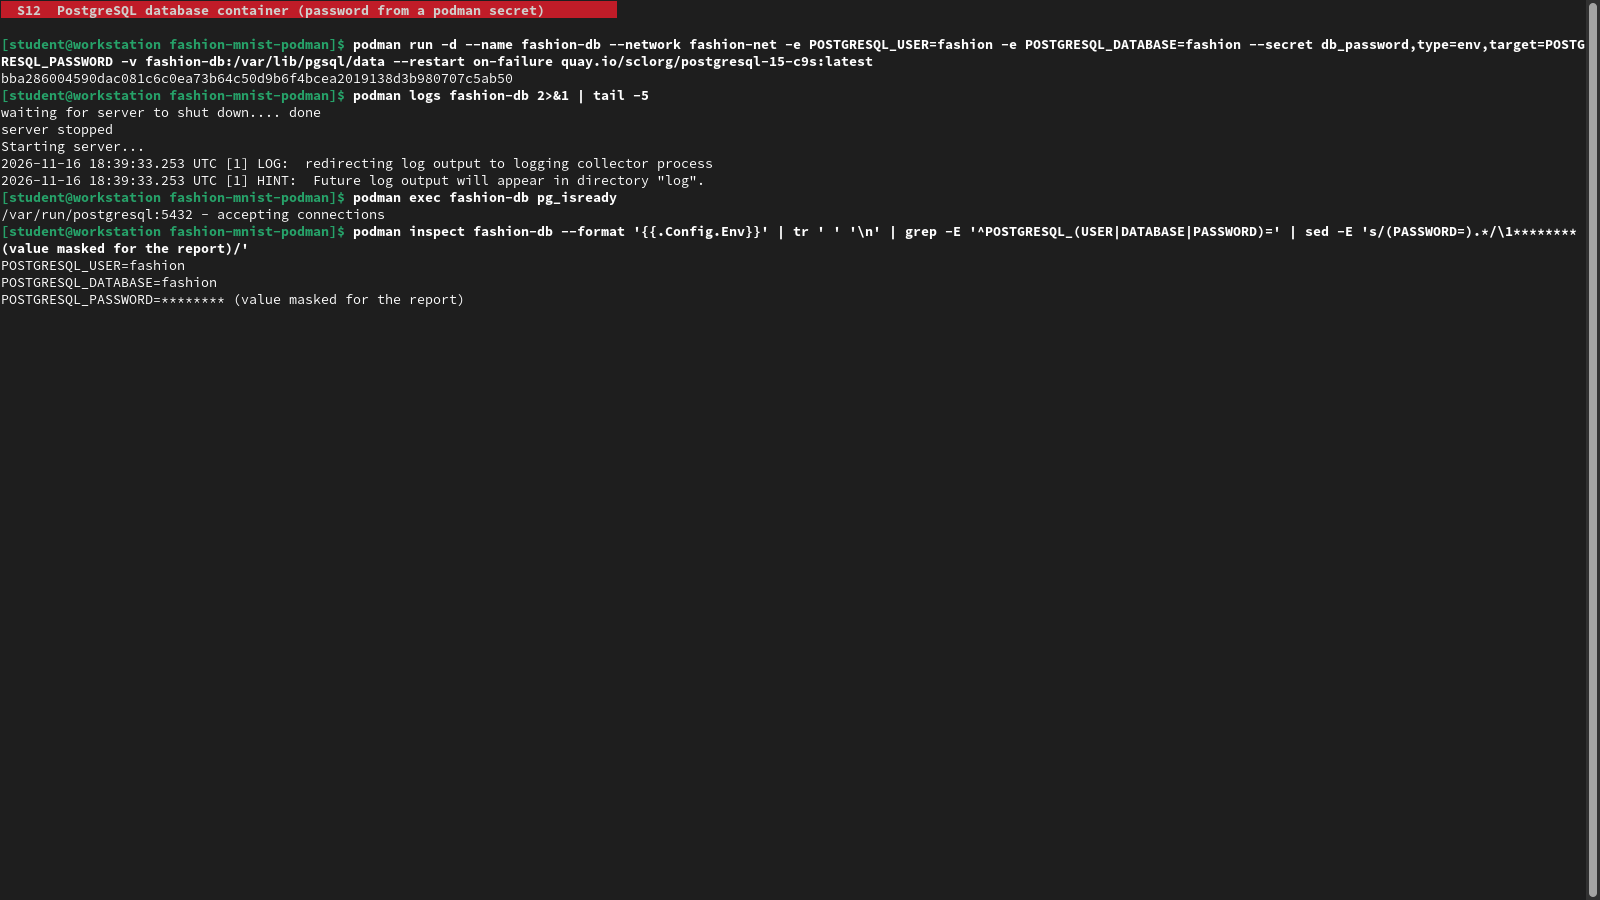 S12  PostgreSQL database container (password from a podman secret)
[student@workstation fashion-mnist-podman]$ podman run -d --name fashion-db --network fashion-net -e POSTGRESQL_USER=fashion -e POSTGRESQL_DATABASE=fashion --secret db_password,type=env,target=POSTG
RESQL_PASSWORD -v fashion-db:/var/lib/pgsql/data --restart on-failure quay.io/sclorg/postgresql-15-c9s:latest
bba286004590dac081c6c0ea73b64c50d9b6f4bcea2019138d3b980707c5ab50
[student@workstation fashion-mnist-podman]$ podman logs fashion-db 2>&1 | tail -5
waiting for server to shut down.... done
server stopped
Starting server...
2026-11-16 18:39:33.253 UTC [1] LOG:  redirecting log output to logging collector process
2026-11-16 18:39:33.253 UTC [1] HINT:  Future log output will appear in directory "log".
[student@workstation fashion-mnist-podman]$ podman exec fashion-db pg_isready
/var/run/postgresql:5432 - accepting connections
[student@workstation fashion-mnist-podman]$ podman inspect fashion-db --format '{{.Config.Env}}' | tr ' ' '\n' | grep -E '^POSTGRESQL_(USER|DATABASE|PASSWORD)=' | sed -E 's/(PASSWORD=).*/\1********
(value masked for the report)/'
POSTGRESQL_USER=fashion
POSTGRESQL_DATABASE=fashion
POSTGRESQL_PASSWORD=******** (value masked for the report)